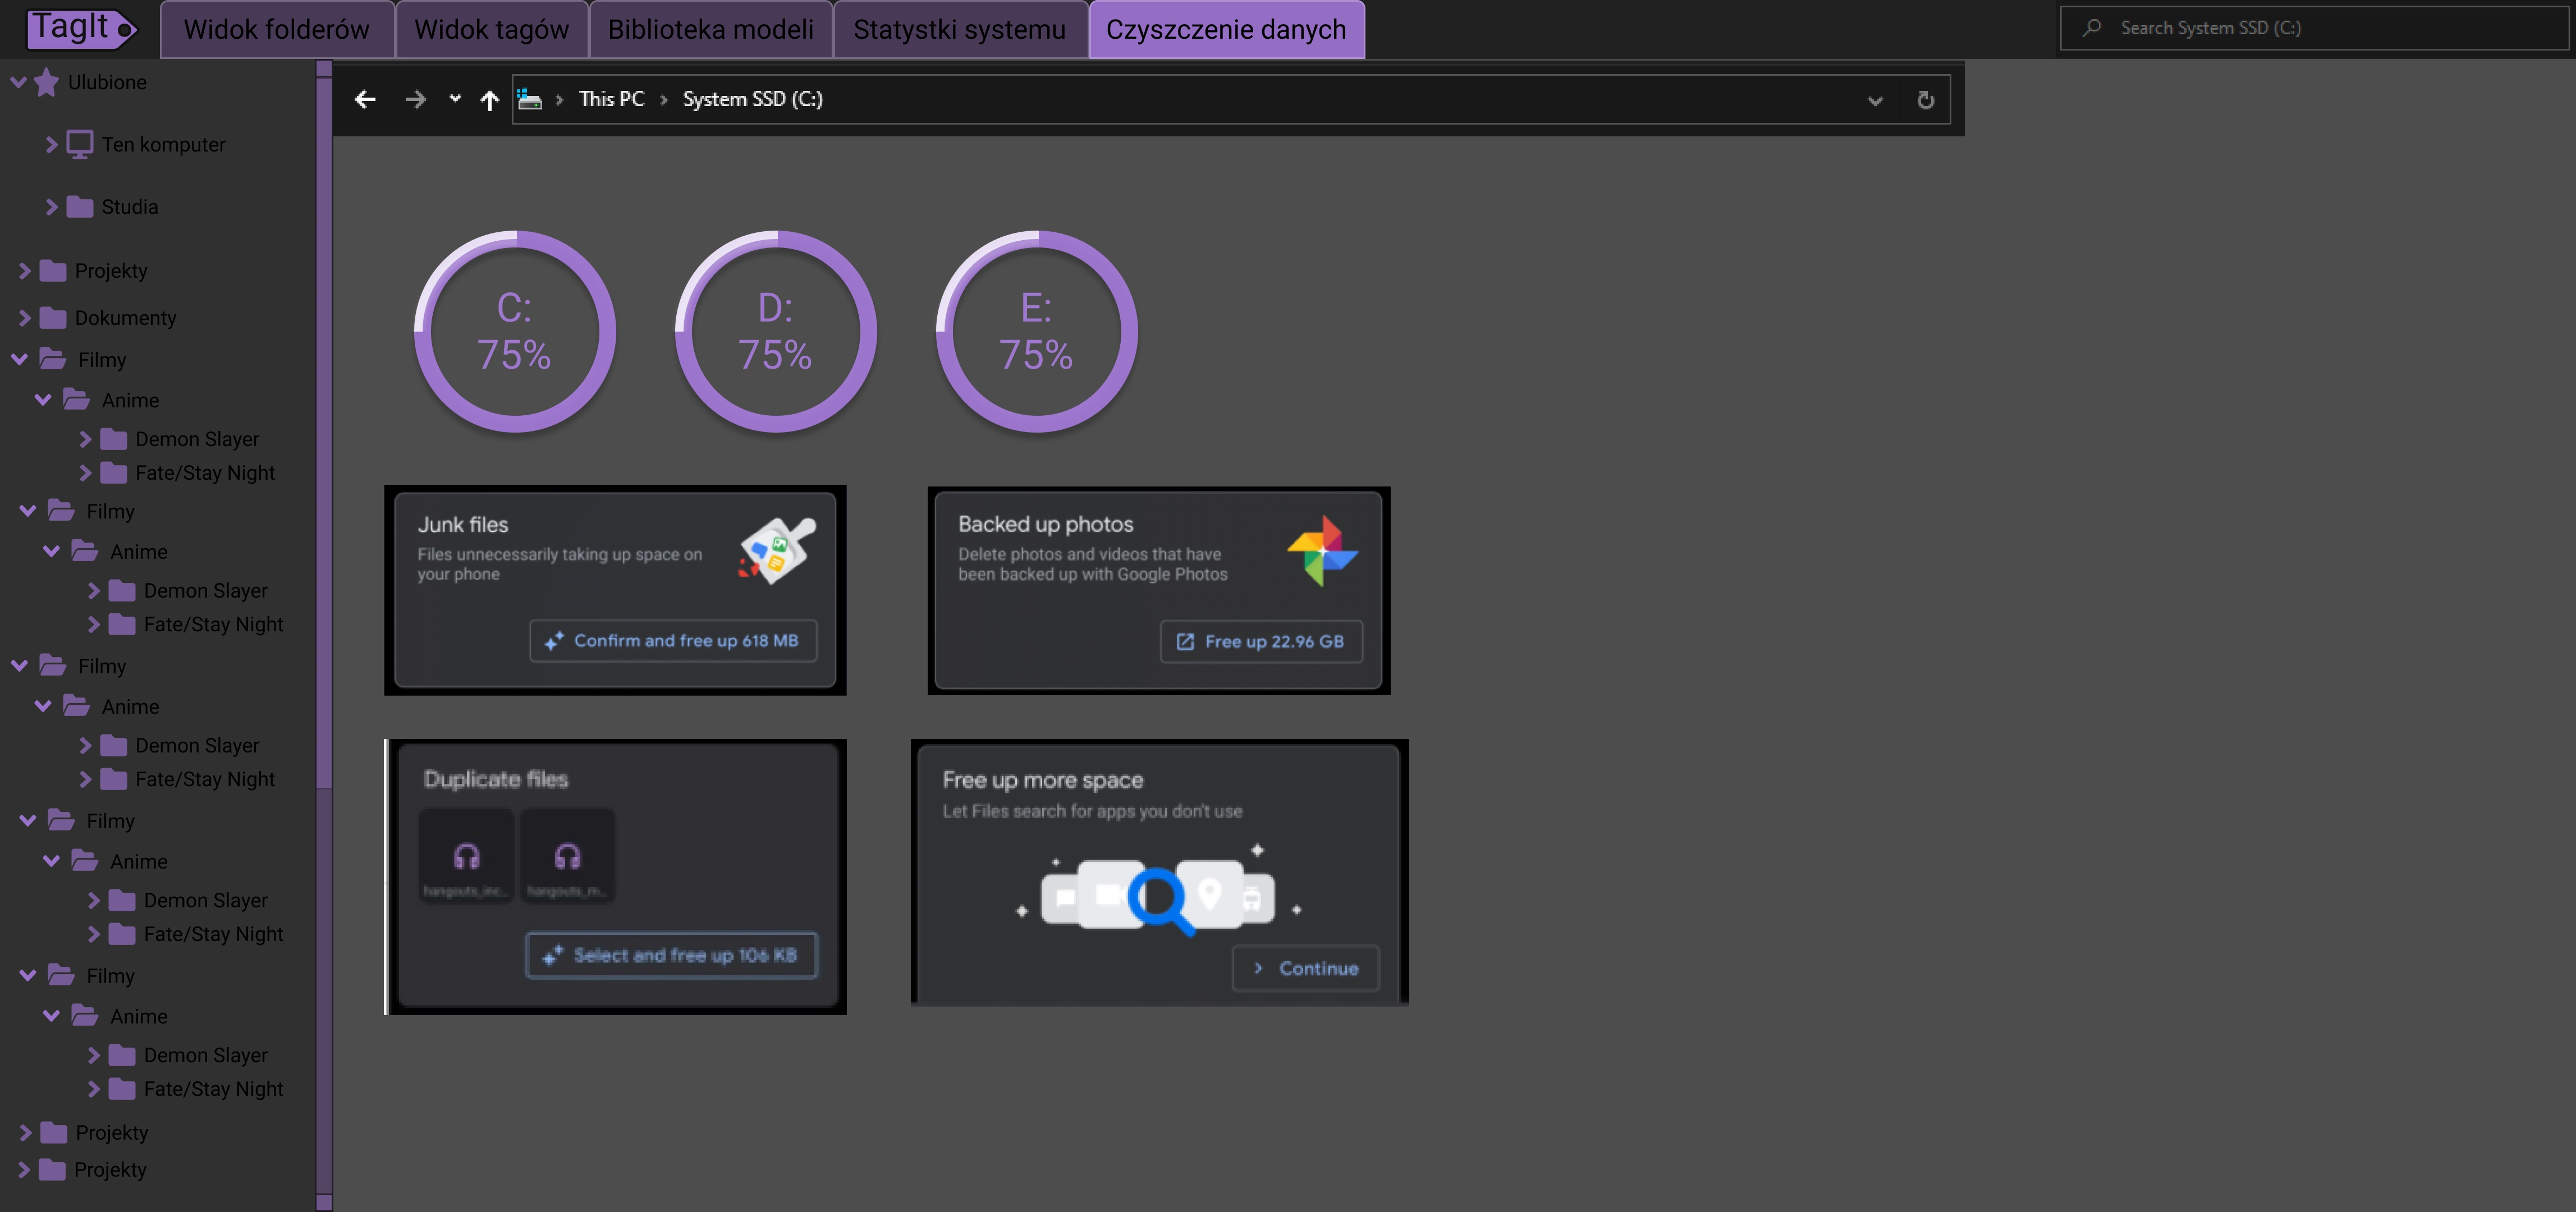 TagIt
Widok folderów
Widok tagów
Biblioteka modeli
Statystki systemu
Czyszczenie danych
Search System SSD (C:)
Ulubione
Ten komputer
Studia
Projekty
Dokumenty
Filmy
Anime
Demon Slayer
Fate/Stay Night
Filmy
Anime
Demon Slayer
Fate/Stay Night
Filmy
Anime
Demon Slayer
Fate/Stay Night
Filmy
Anime
Demon Slayer
Fate/Stay Night
Filmy
Anime
Demon Slayer
Fate/Stay Night
Projekty
Projekty
This PC
System SSD (C:)
C:
75%
D:
75%
E:
75%
Junk files
Files unnecessarily taking up space on
your phone
Confirm and free up 618 MB
Backed up photos
Delete photos and videos that have
been backed up with Google Photos
Free up 22.96 GB
Duplicate files
hangouts_inc...
hangouts_m...
Select and free up 106 KB
Free up more space
Let Files search for apps you don't use
Continue